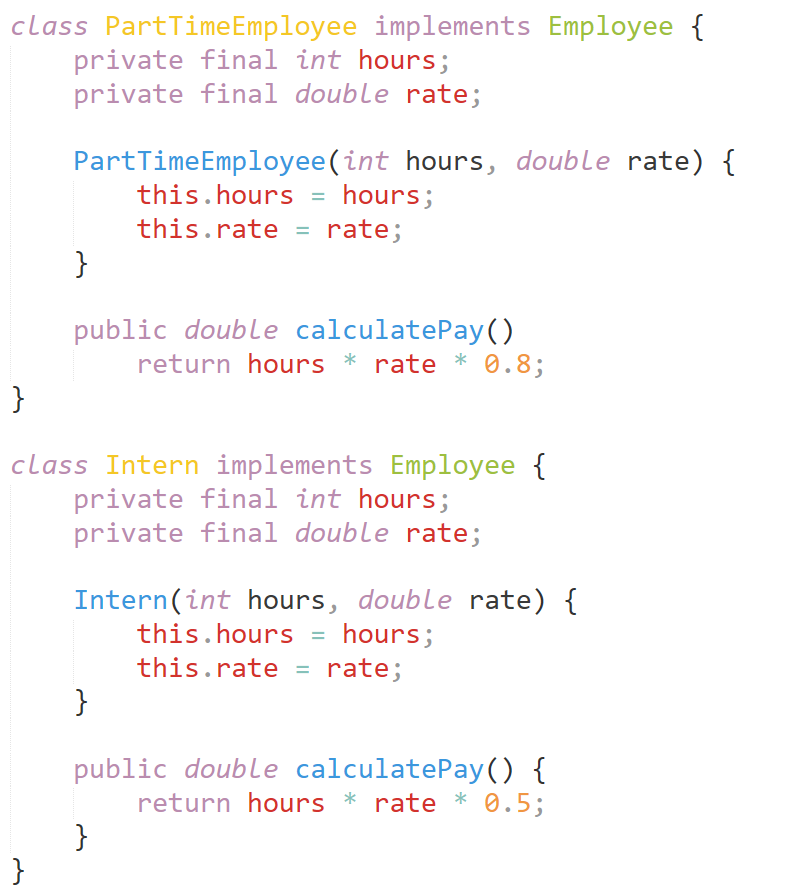 class PartTimeEmployee implements Employee {
    private final int hours;
    private final double rate;

    PartTimeEmployee(int hours, double rate) {
        this.hours = hours;
        this.rate = rate;
    }

    public double calculatePay()
        return hours * rate * 0.8;
}

class Intern implements Employee {
    private final int hours;
    private final double rate;

    Intern(int hours, double rate) {
        this.hours = hours;
        this.rate = rate;
    }

    public double calculatePay() {
        return hours * rate * 0.5;
    }
}